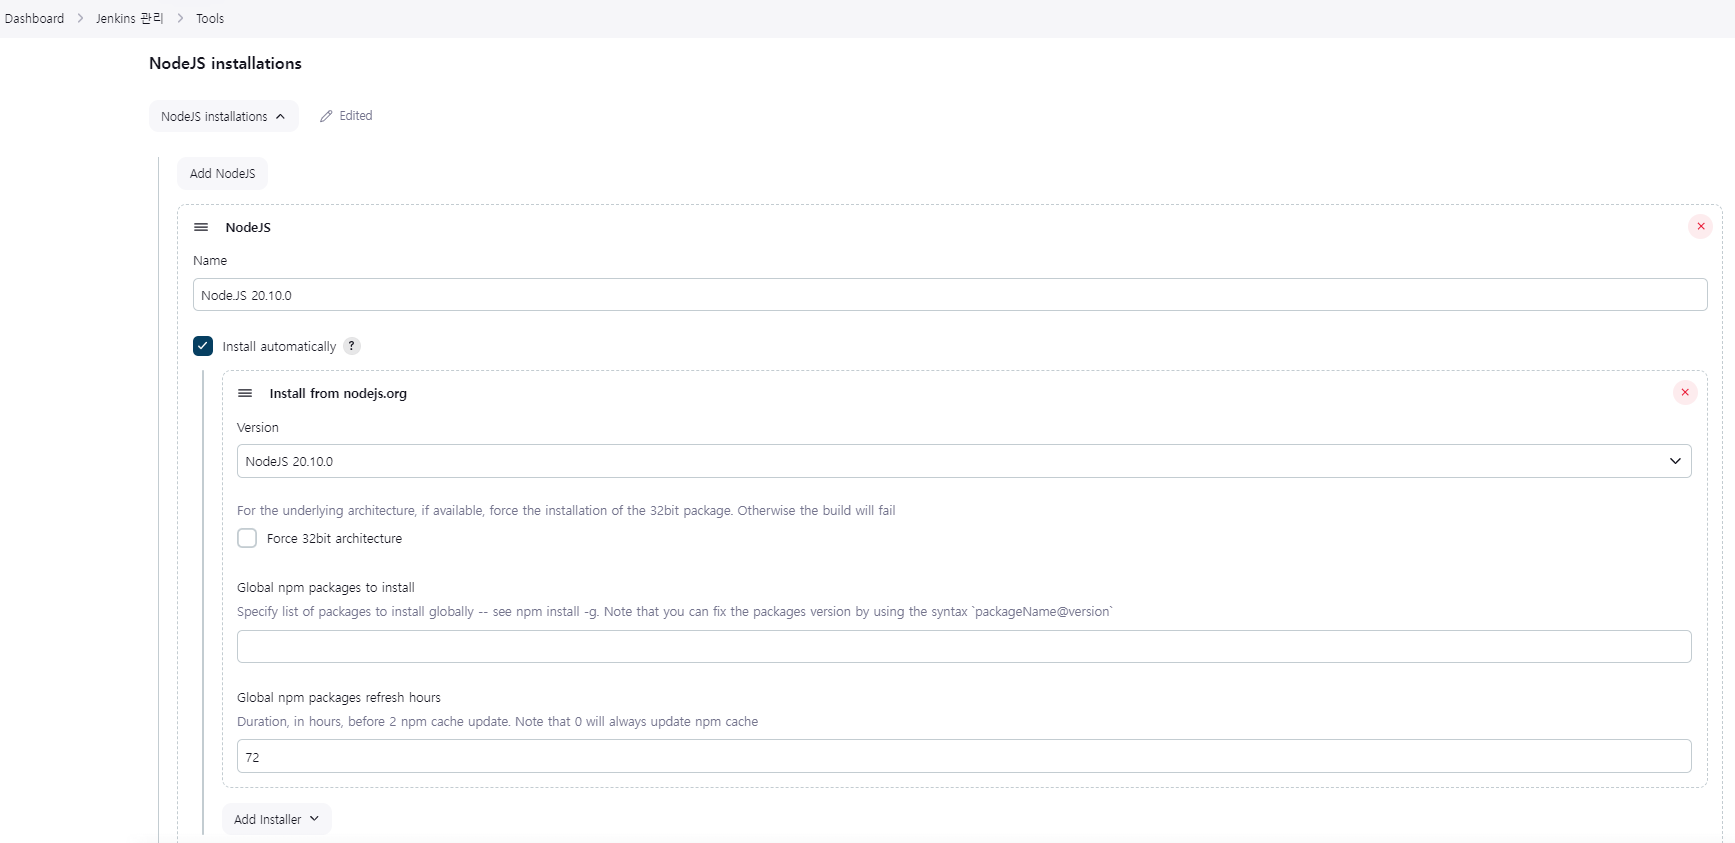 Dashboard > Jenkins 관리 > Tools
NodeJS installations
NodeJS installations Edited
Add NodeJS
NodeJS
Name
Node.JS 20.10.0
Install automatically ?
Install from nodejs.org
Version
NodeJS 20.10.0
For the underlying architecture, if available, force the installation of the 32bit package. Otherwise the build will fail
Force 32bit architecture
Global npm packages to install
Specify list of packages to install globally -- see npm install -g. Note that you can fix the packages version by using the syntax `packageName@version`
Global npm packages refresh hours
Duration, in hours, before 2 npm cache update. Note that 0 will always update npm cache
72
Add Installer